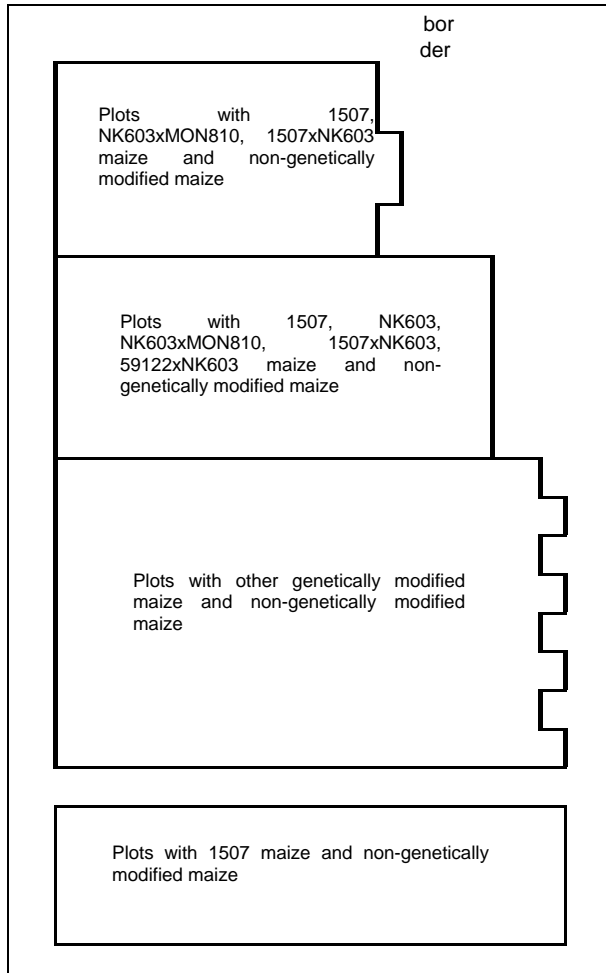 bor
der
Plots with 1507,
NK603xMON810, 1507xNK603
maize and non-genetically
modified maize
Plots with 1507, NK603,
NK603xMON810, 1507xNK603,
59122xNK603 maize and non-
genetically modified maize
Plots with other genetically modified
maize and non-genetically modified
maize
Plots with 1507 maize and non-genetically
modified maize